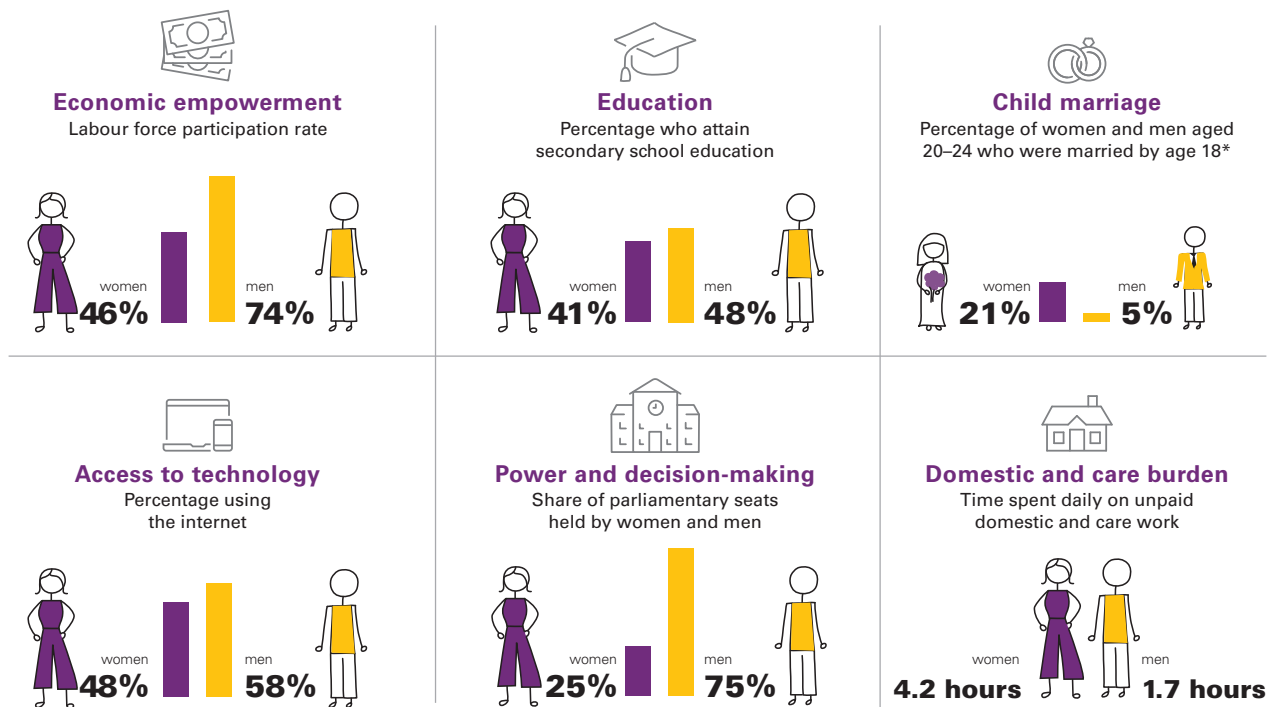 Economic empowerment
Labour force participation rate
women
46%
men
74%
Education
Percentage who attain
secondary school education
women
41%
men
48%
Child marriage
Percentage of women and men aged
20–24 who were married by age 18*
women
21%
men
5%
Access to technology
Percentage using
the internet
women
48%
men
58%
Power and decision-making
Share of parliamentary seats
held by women and men
women
25%
men
75%
Domestic and care burden
Time spent daily on unpaid
domestic and care work
women
4.2 hours
men
1.7 hours